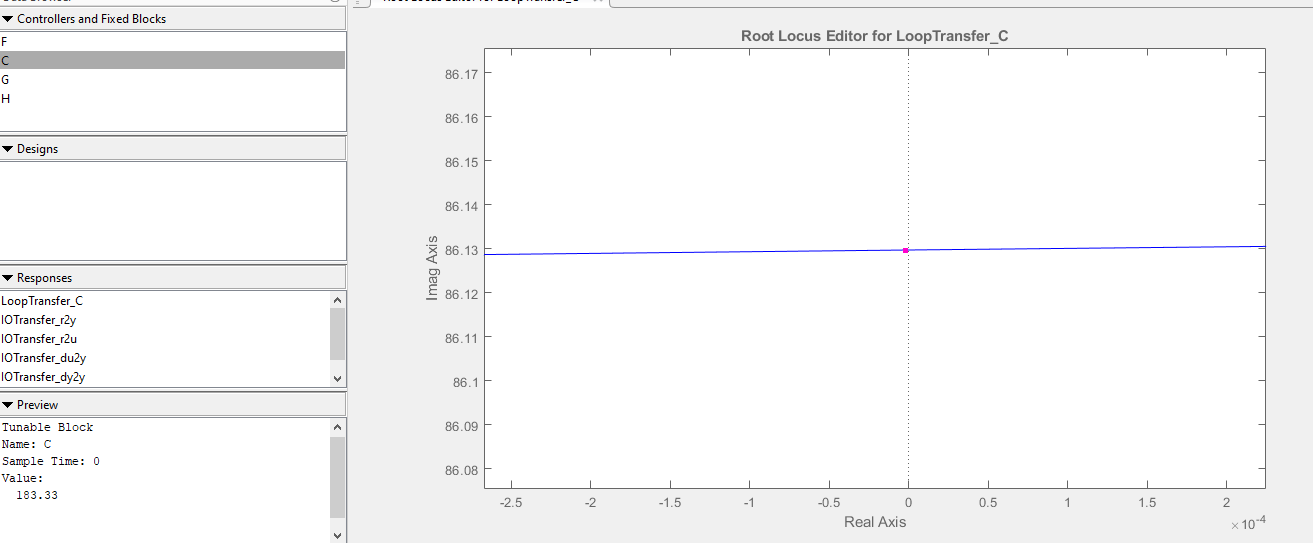 Controllers and Fixed Blocks
F
C
G
H
Designs
Responses
LoopTransfer_C
IOTransfer_r2y
IOTransfer_r2u
IOTransfer_du2y
IOTransfer_dy2y
Preview
Tunable Block
Name: C
Sample Time: 0
Value:
183.33
Root Locus Editor for LoopTransfer_C
86.17
86.16
86.15
86.14
86.13
86.12
86.11
86.1
86.09
86.08
Imag Axis
-2.5 -2 -1.5 -1 -0.5 0 0.5 1 1.5 2
Real Axis
×10-4